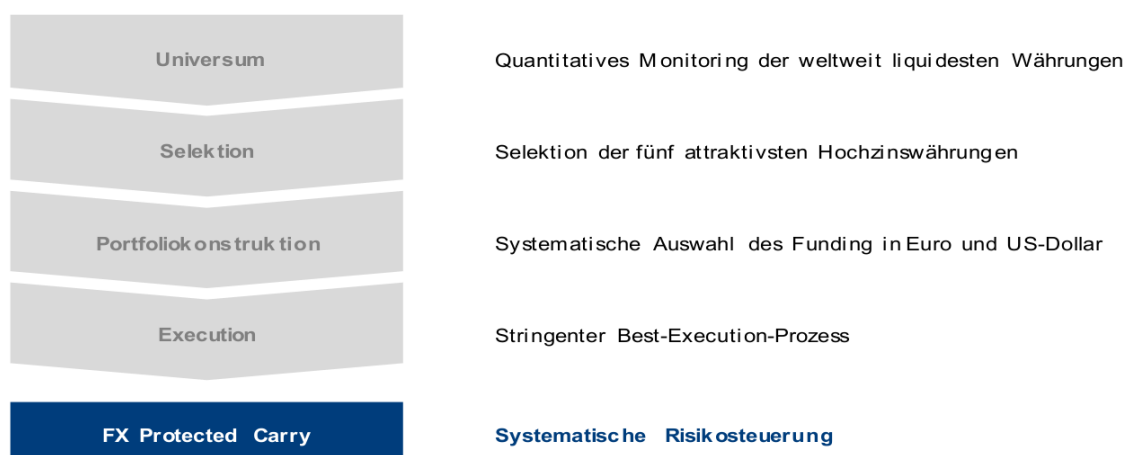 Universum
Quantitatives Monitoring der weltweit liquidesten Währungen
Selektion
Selektion der fünf attraktivsten Hochzinswährungen
Portfoliokonstruktion
Systematische Auswahl des Funding in Euro und US-Dollar
Execution
Stringenter Best-Execution-Prozess
FX Protected Carry
Systematische Risikosteuerung